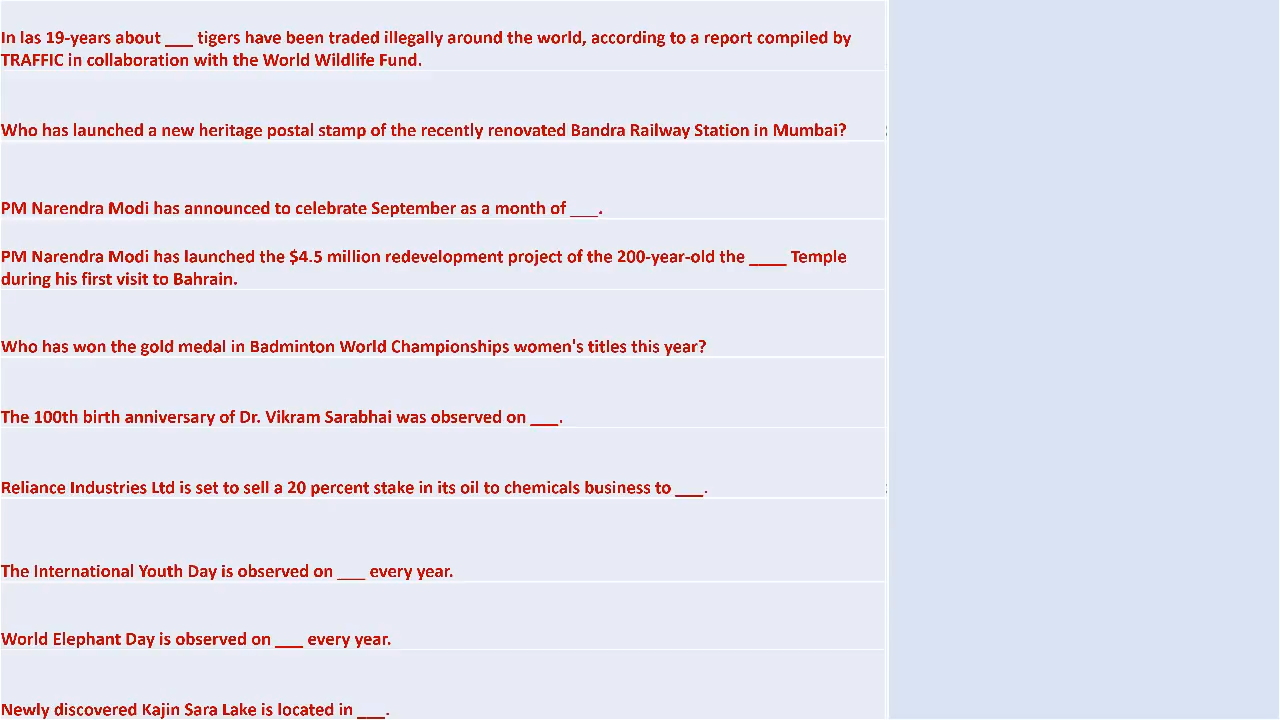 In las 19-years about ___ tigers have been traded illegally around the world, according to a report compiled by
TRAFFIC in collaboration with the World Wildlife Fund.
Who has launched a new heritage postal stamp of the recently renovated Bandra Railway Station in Mumbai?
PM Narendra Modi has announced to celebrate September as a month of ___.
PM Narendra Modi has launched the $4.5 million redevelopment project of the 200-year-old the ____ Temple
during his first visit to Bahrain.
Who has won the gold medal in Badminton World Championships women's titles this year?
The 100th birth anniversary of Dr. Vikram Sarabhai was observed on ___.
Reliance Industries Ltd is set to sell a 20 percent stake in its oil to chemicals business to ___.
The International Youth Day is observed on ___ every year.
World Elephant Day is observed on ___ every year.
Newly discovered Kajin Sara Lake is located in ___.